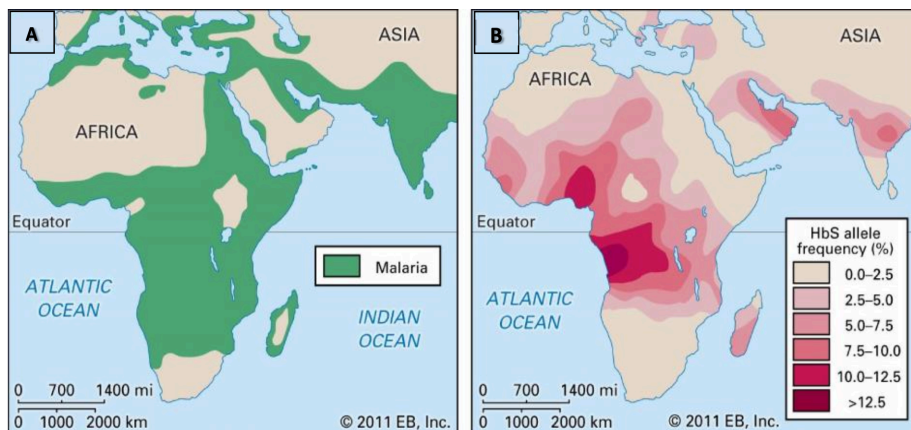 A
ASIA
AFRICA
Equator
Malaria
ATLANTIC
OCEAN
INDIAN
OCEAN
0 700 1400 mi
0 1000 2000 km
© 2011 EB, Inc.
B
ASIA
AFRICA
Equator
HbS allele
frequency (%)
0.0–2.5
2.5–5.0
5.0–7.5
7.5–10.0
10.0–12.5
>12.5
ATLANTIC
OCEAN
0 700 1400 mi
0 1000 2000 km
© 2011 EB, Inc.